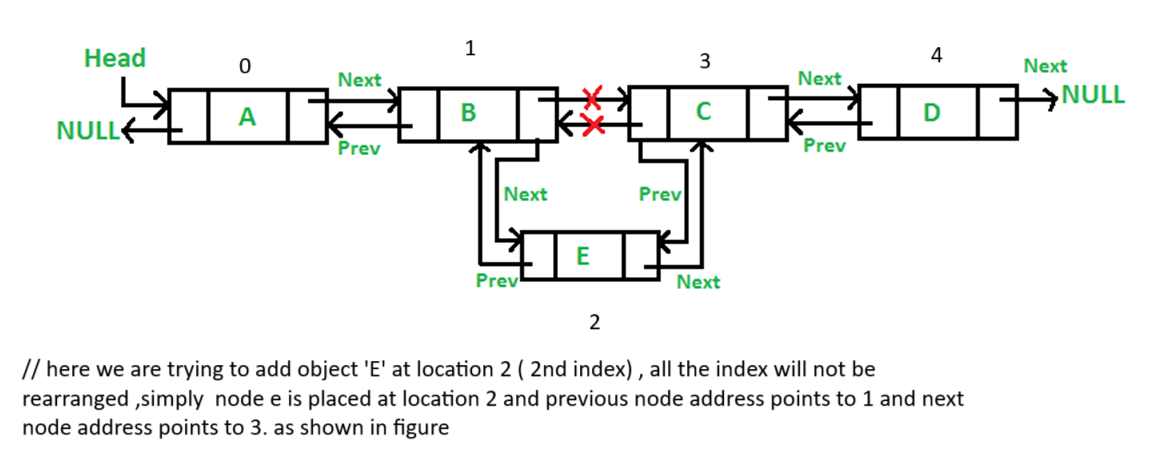 1
Head
0
3
4
Next
Next
Next
NULL
A
B
C
D
NULL
Prev
Prev
Next
Prev
E
Prev
Next
2
// here we are trying to add object 'E' at location 2 ( 2nd index) , all the index will not be
rearranged ,simply  node e is placed at location 2 and previous node address points to 1 and next
node address points to 3. as shown in figure